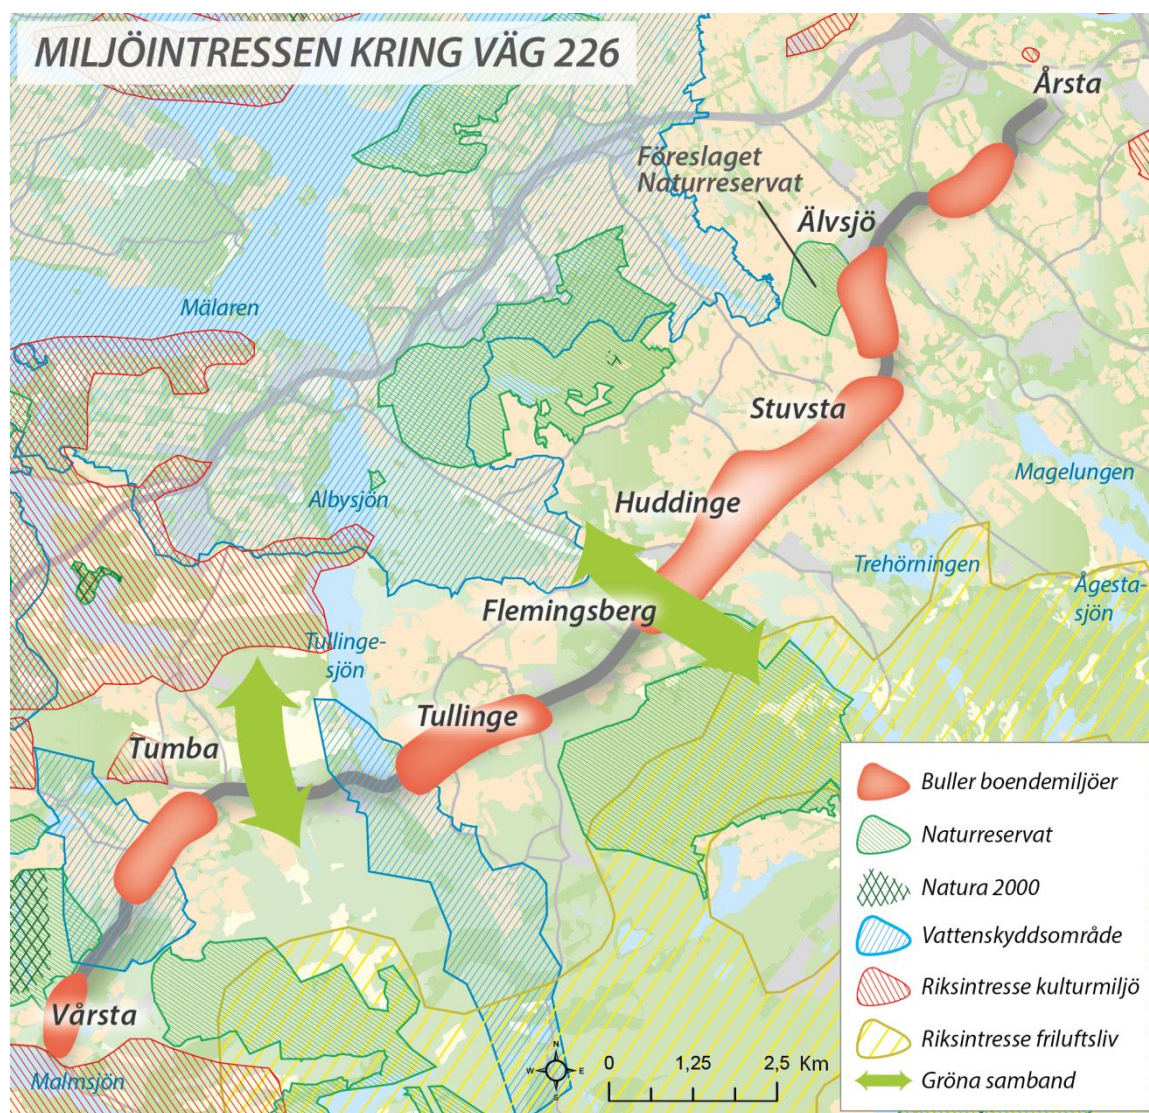 MILJÖINTRESSEN KRING VÄG 226
Årsta
Föreslaget
Naturreservat
Älvsjö
Mälaren
Stuvsta
Magelungen
Albysjön
Huddinge
Trehörningen
Ågesta-
sjön
Flemingsberg
Tullinge-
sjön
Tullinge
Tumba
Vårsta
Malmsjön
Buller boendemiljöer
Naturreservat
Natura 2000
Vattenskyddsområde
Riksintresse kulturmiljö
Riksintresse friluftsliv
Gröna samband
N
W E
S
0 1,25 2,5 Km